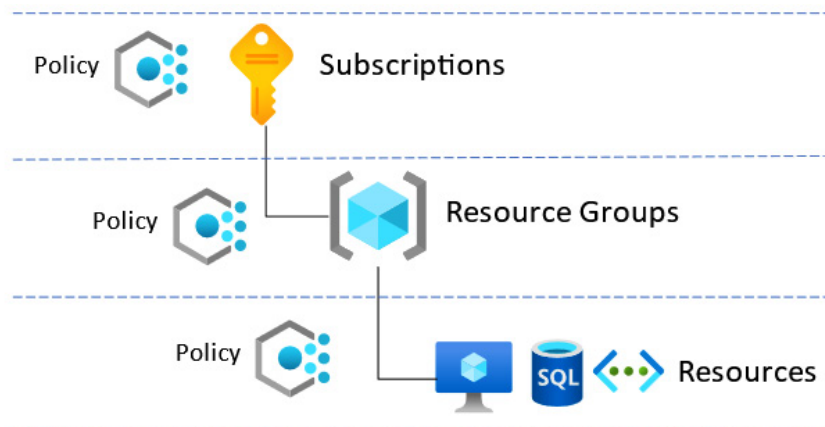 Policy
Subscriptions
Policy
Resource Groups
Policy
SQL
Resources